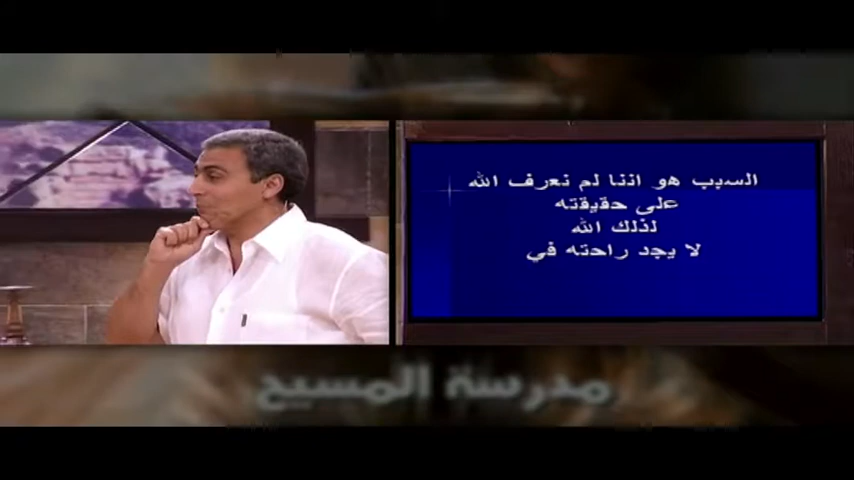 السبب هو اننا لم نعرف الله
على حقيقته
لذلك الله
لا يجد راحته في
مدرسة المسيح